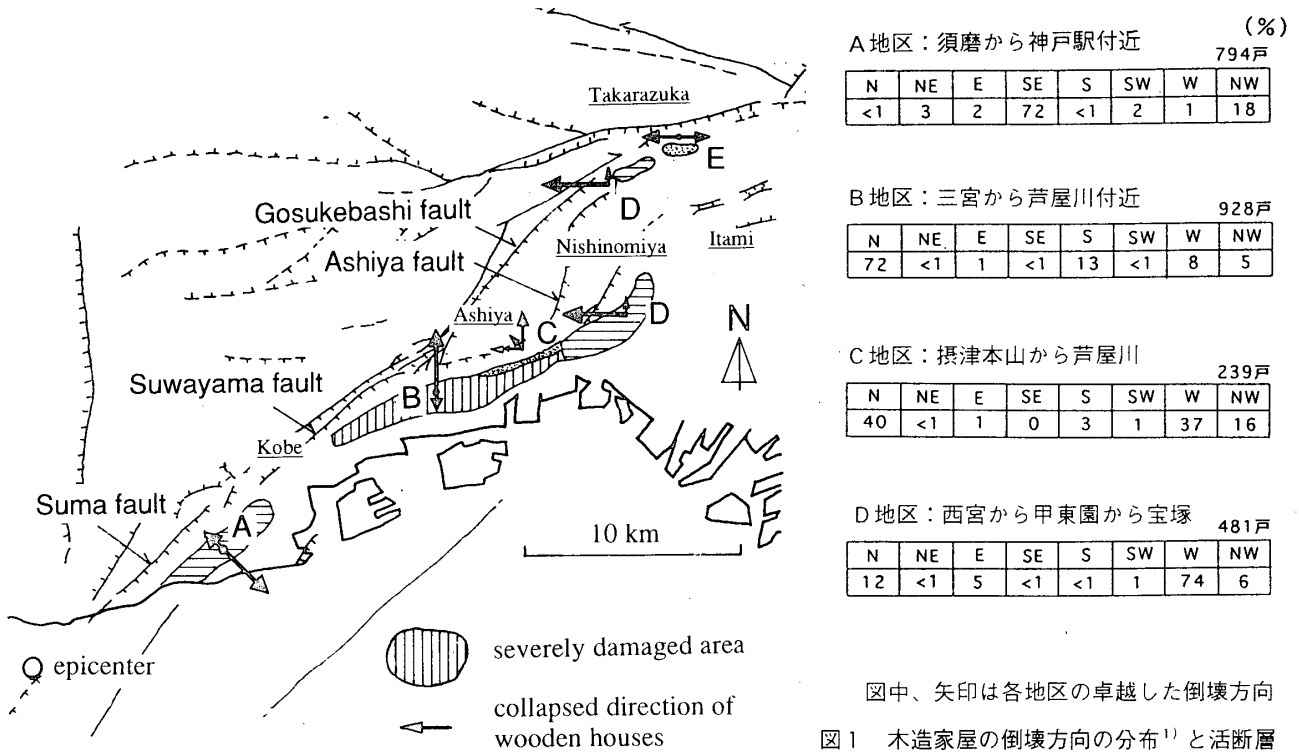 Takarazuka
E
D
Gosukebashi fault
Nishinomiya
Itami
Ashiya fault
Ashiya
C
D
N
Suwayama fault
B
Kobe
Suma fault
A
10 km
epicenter
severely damaged area
collapsed direction of
wooden houses
(%)
A地区:須磨から神戸駅付近
794戸
N NE E SE S SW W NW
<1 3 2 72 <1 2 1 18
B地区:三宮から芦屋川付近
928戸
N NE E SE S SW W NW
72 <1 1 <1 13 <1 8 5
C地区:摂津本山から芦屋川
239戸
N NE E SE S SW W NW
40 <1 1 0 3 1 37 16
D地区:西宮から甲東園から宝塚
481戸
N NE E SE S SW W NW
12 <1 5 <1 <1 1 74 6
図中、矢印は各地区の卓越した倒壊方向
図1 木造家屋の倒壊方向の分布1)と活断層